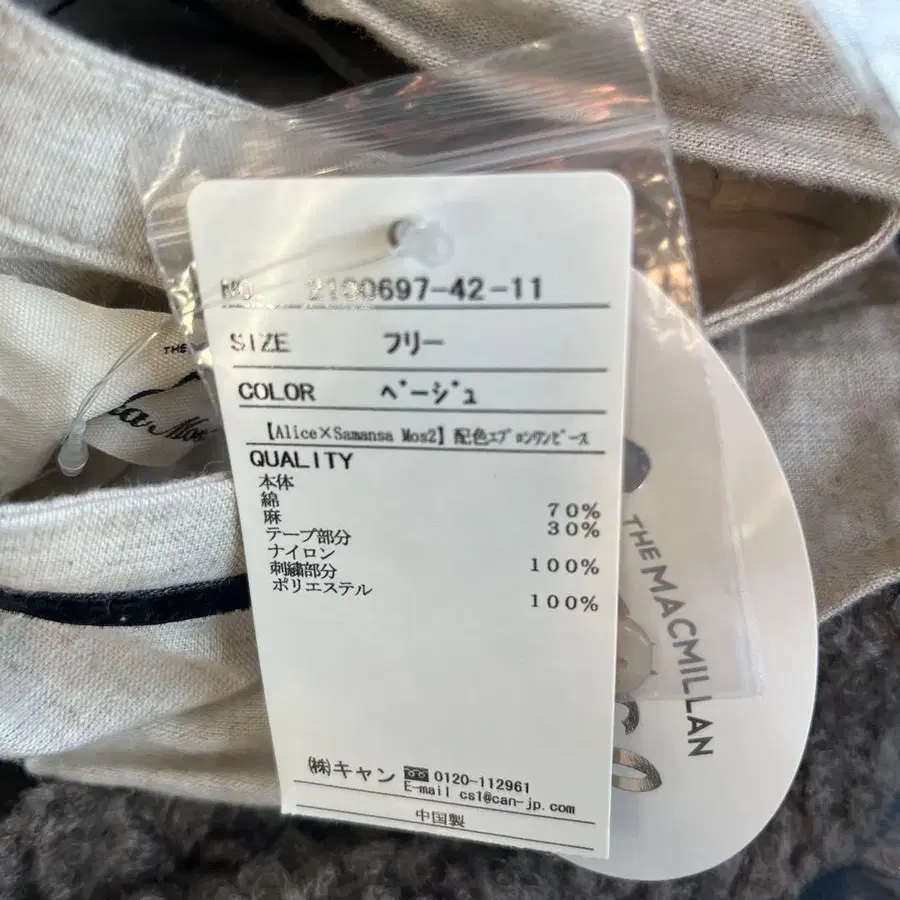 NO 2100697-42-11
SIZE フリー
COLOR ベージュ
【Alice×Samansa Mos2】配色エプロンワンピース
QUALITY
本体
綿 70%
麻 30%
テープ部分
ナイロン 100%
刺繍部分
ポリエステル 100%
㈱キャン 0120-112961
E-mail csl@can-jp.com
中国製
THE MACMILLAN
THE